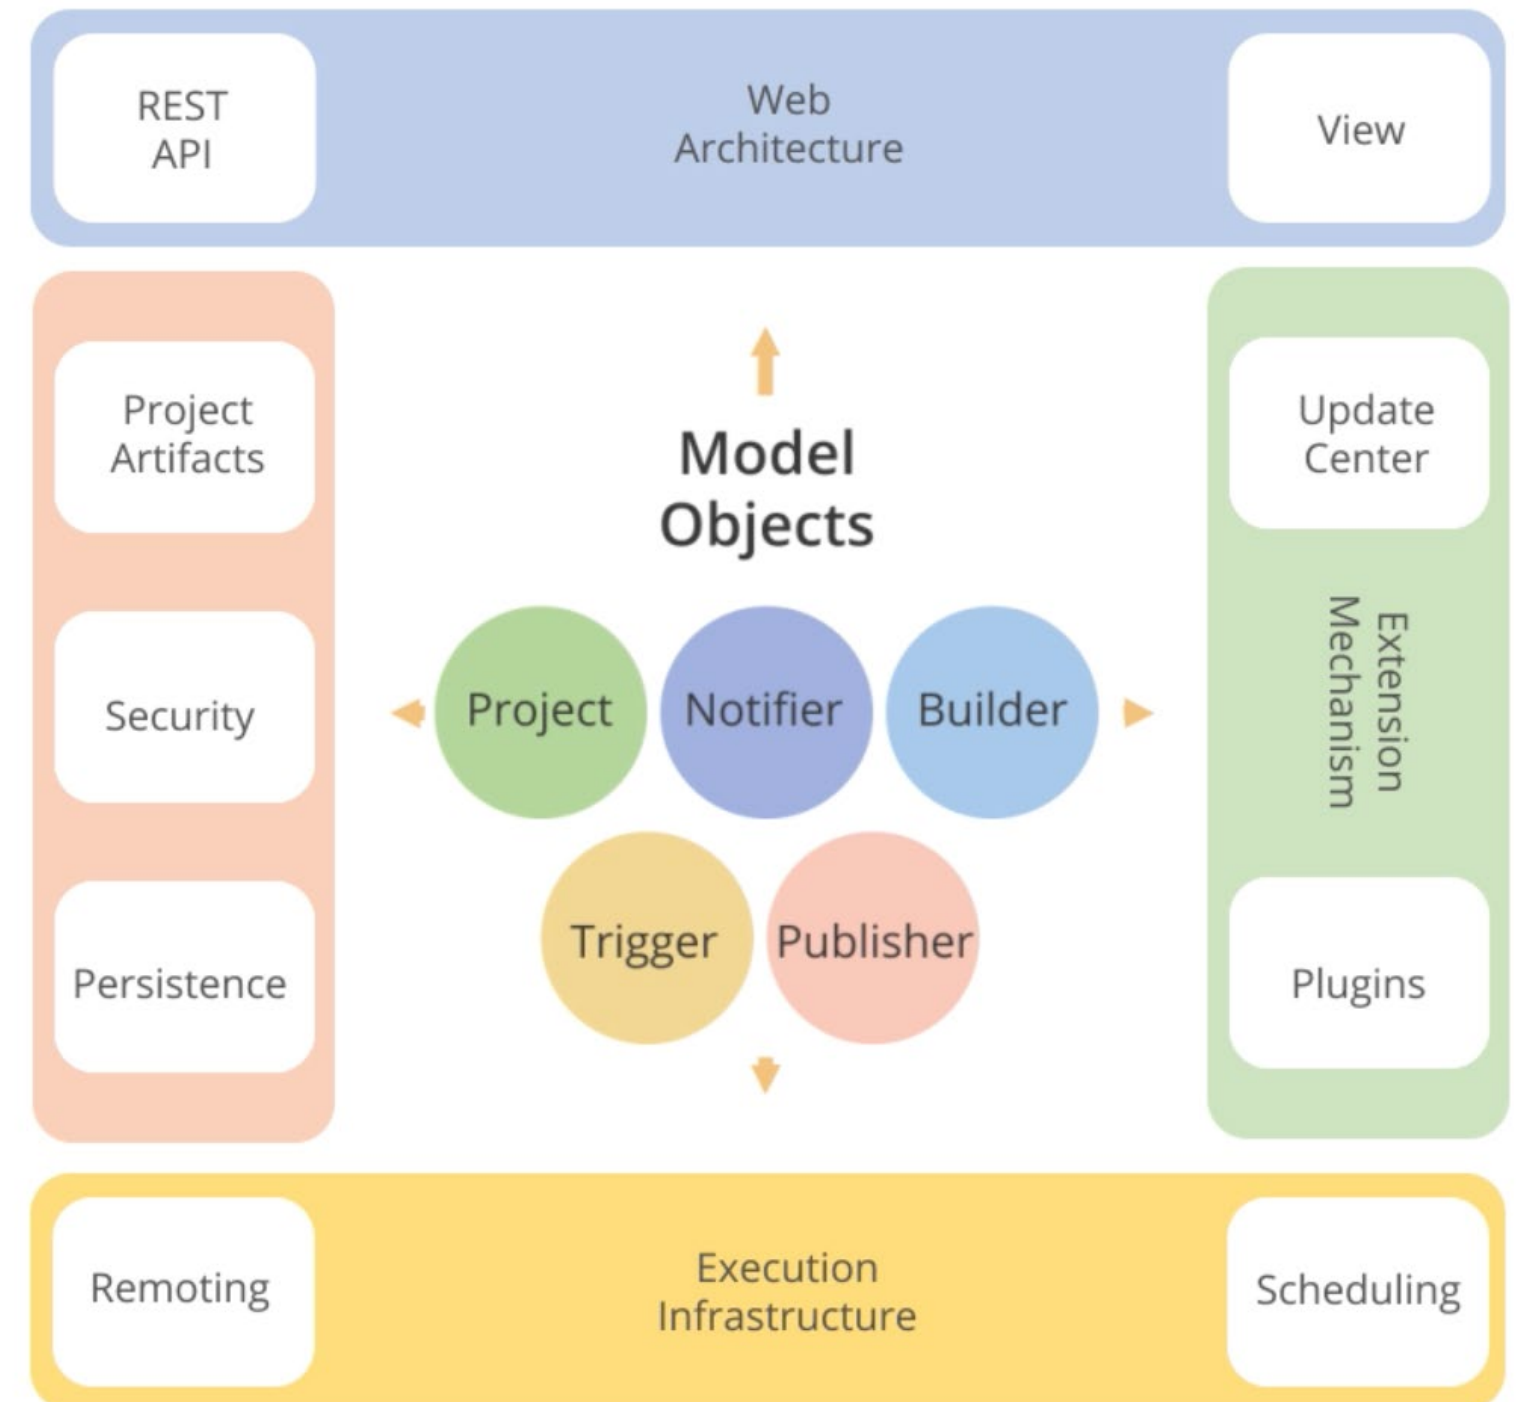 REST
API
Web
Architecture
View
Project
Artifacts
Security
Persistence
Model
Objects
Project
Notifier
Builder
Trigger
Publisher
Update
Center
Extension
Mechanism
Plugins
Remoting
Execution
Infrastructure
Scheduling